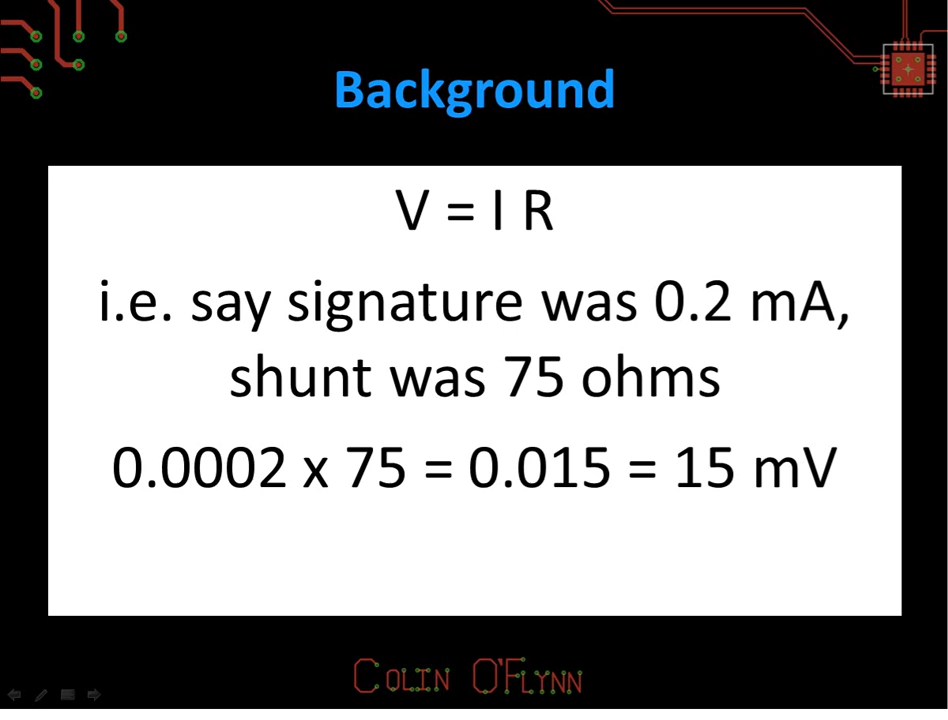 Background
V = I R
i.e. say signature was 0.2 mA,
shunt was 75 ohms
0.0002 x 75 = 0.015 = 15 mV
COLIN O'FLYNN